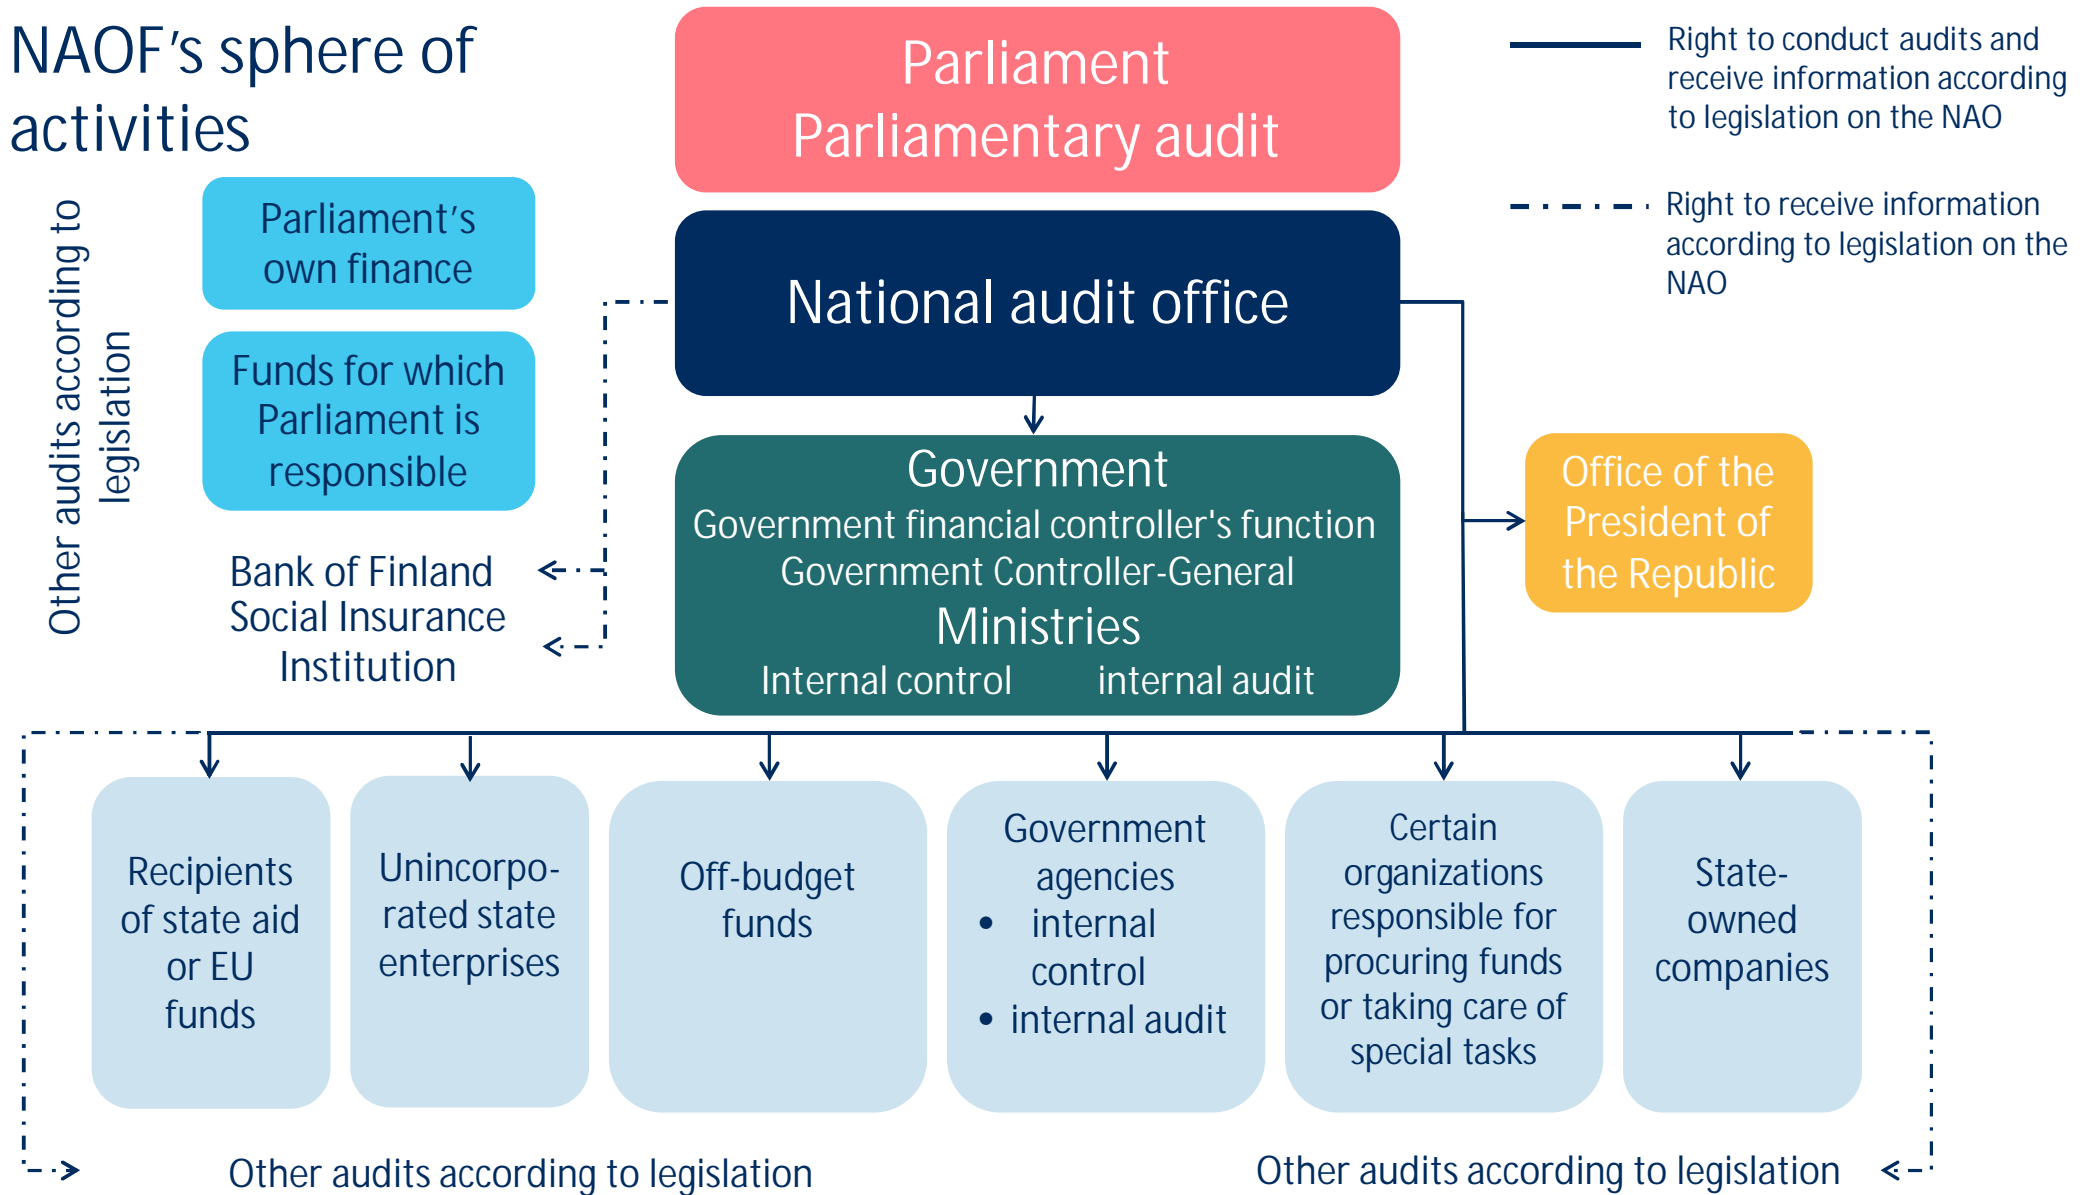 NAOF's sphere of
activities
Parliament
Parliamentary audit
Right to conduct audits and
receive information according
to legislation on the NAO
Right to receive information
according to legislation on the
NAO
Other audits according to
legislation
Parliament's
own finance
Funds for which
Parliament is
responsible
Bank of Finland
Social Insurance
Institution
National audit office
Government
Government financial controller's function
Government Controller-General
Ministries
Internal control internal audit
Office of the
President of
the Republic
Recipients
of state aid
or EU
funds
Unincorpo-
rated state
enterprises
Off-budget
funds
Government
agencies
• internal
control
• internal audit
Certain
organizations
responsible for
procuring funds
or taking care of
special tasks
State-
owned
companies
Other audits according to legislation
Other audits according to legislation